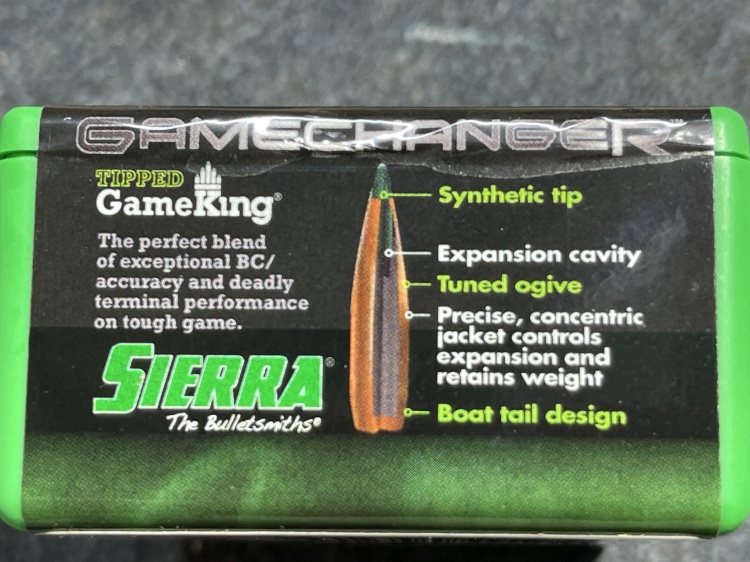 GAMECHANGER™
TIPPED
GameKing®
The perfect blend
of exceptional BC/
accuracy and deadly
terminal performance
on tough game.
SIERRA®
The Bulletsmiths®
Synthetic tip
Expansion cavity
Tuned ogive
Precise, concentric
jacket controls
expansion and
retains weight
Boat tail design